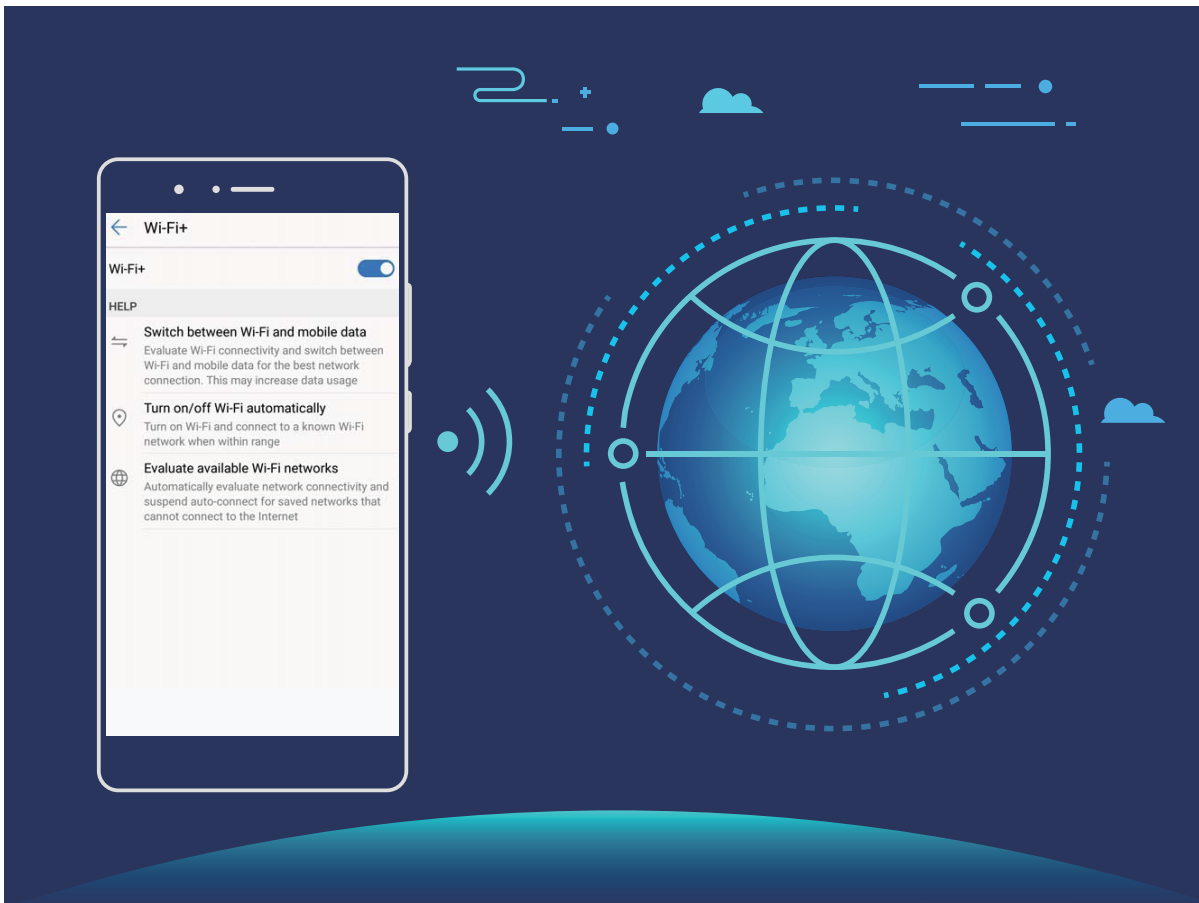 Wi-Fi+
Wi-Fi+
HELP
Switch between Wi-Fi and mobile data
Evaluate Wi-Fi connectivity and switch between
Wi-Fi and mobile data for the best network
connection. This may increase data usage
Turn on/off Wi-Fi automatically
Turn on Wi-Fi and connect to a known Wi-Fi
network when within range
Evaluate available Wi-Fi networks
Automatically evaluate network connectivity and
suspend auto-connect for saved networks that
cannot connect to the Internet